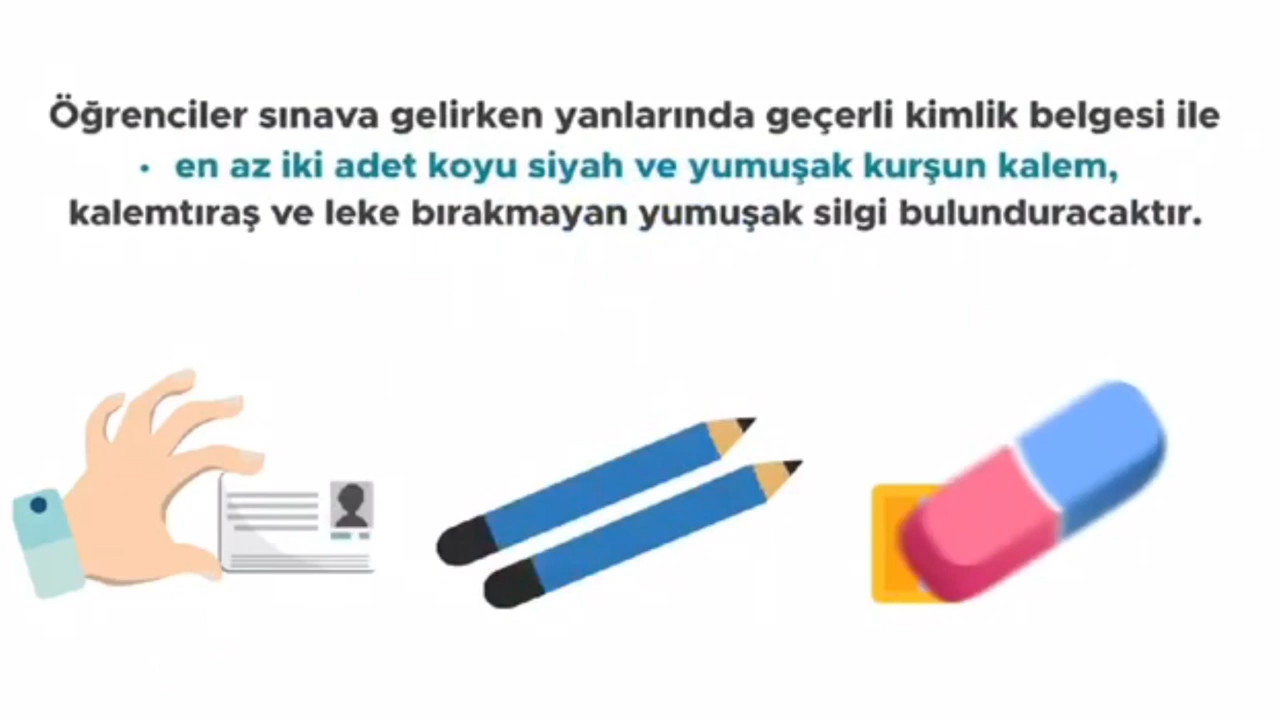 Öğrenciler sınava gelirken yanlarında geçerli kimlik belgesi ile
• en az iki adet koyu siyah ve yumuşak kurşun kalem,
kalemtıraş ve leke bırakmayan yumuşak silgi bulunduracaktır.